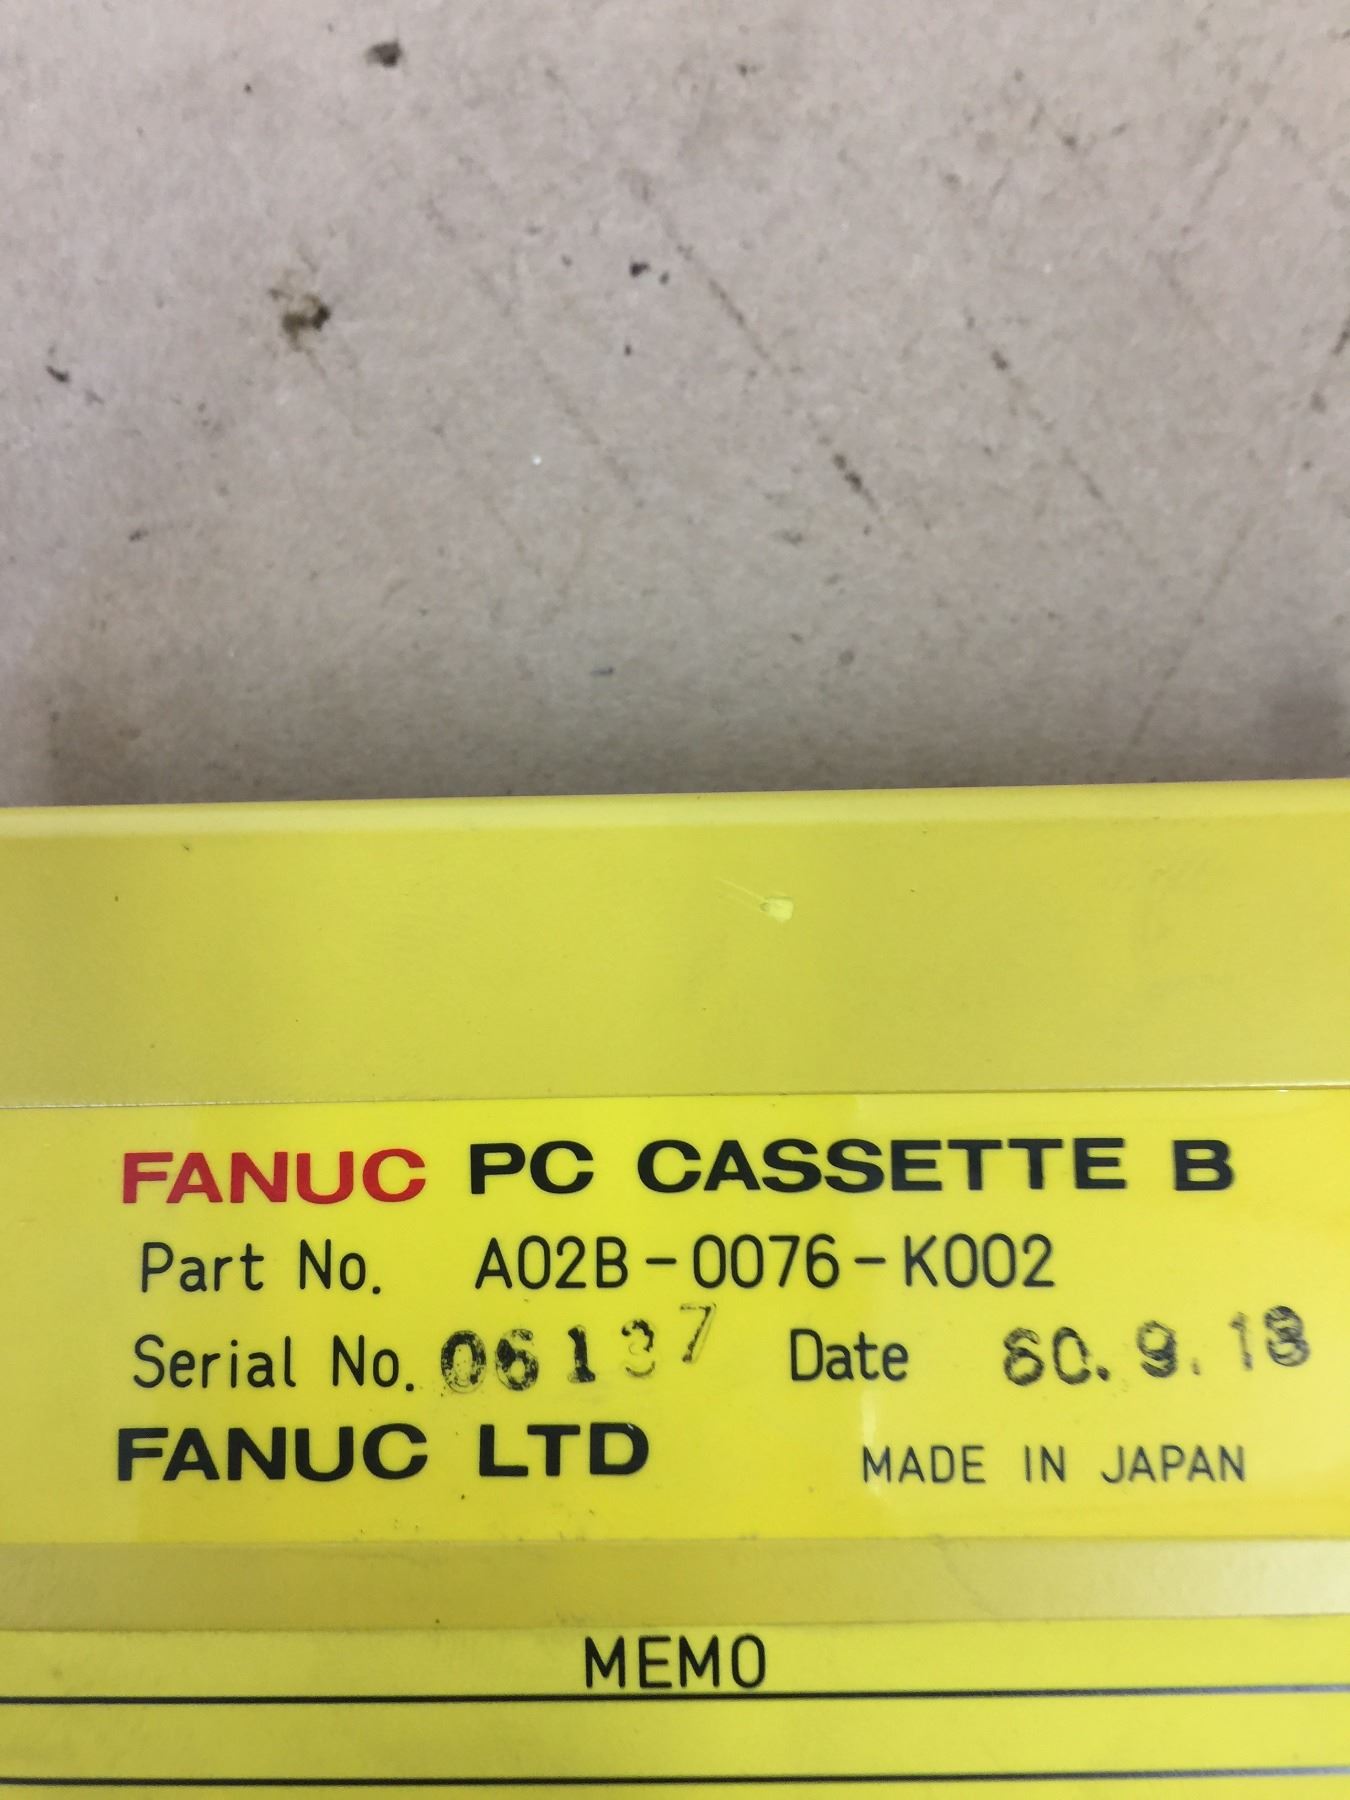 FANUC PC CASSETTE B
Part No. A02B-0076-K002
Serial No. 06137 Date 60.9.18
FANUC LTD MADE IN JAPAN
MEMO